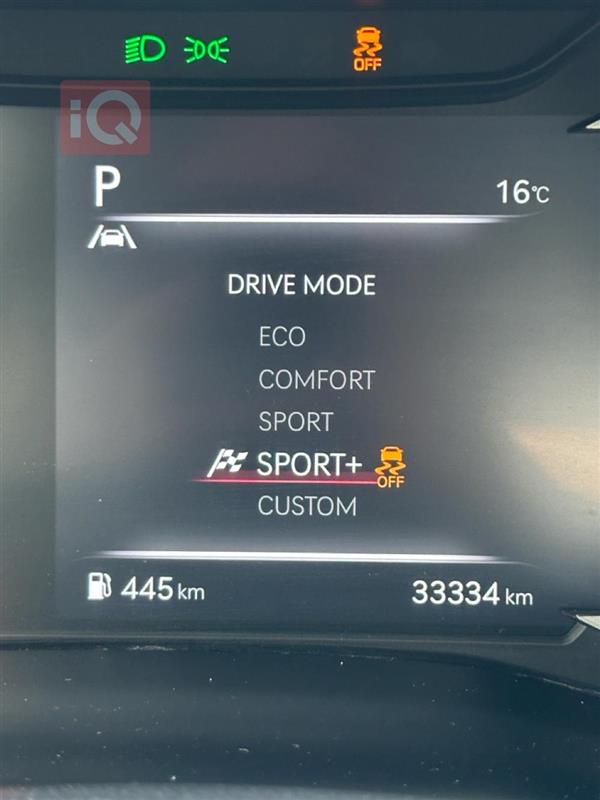 OFF
iQ
P
16°C
DRIVE MODE
ECO
COMFORT
SPORT
SPORT+ OFF
CUSTOM
445 km 33334 km